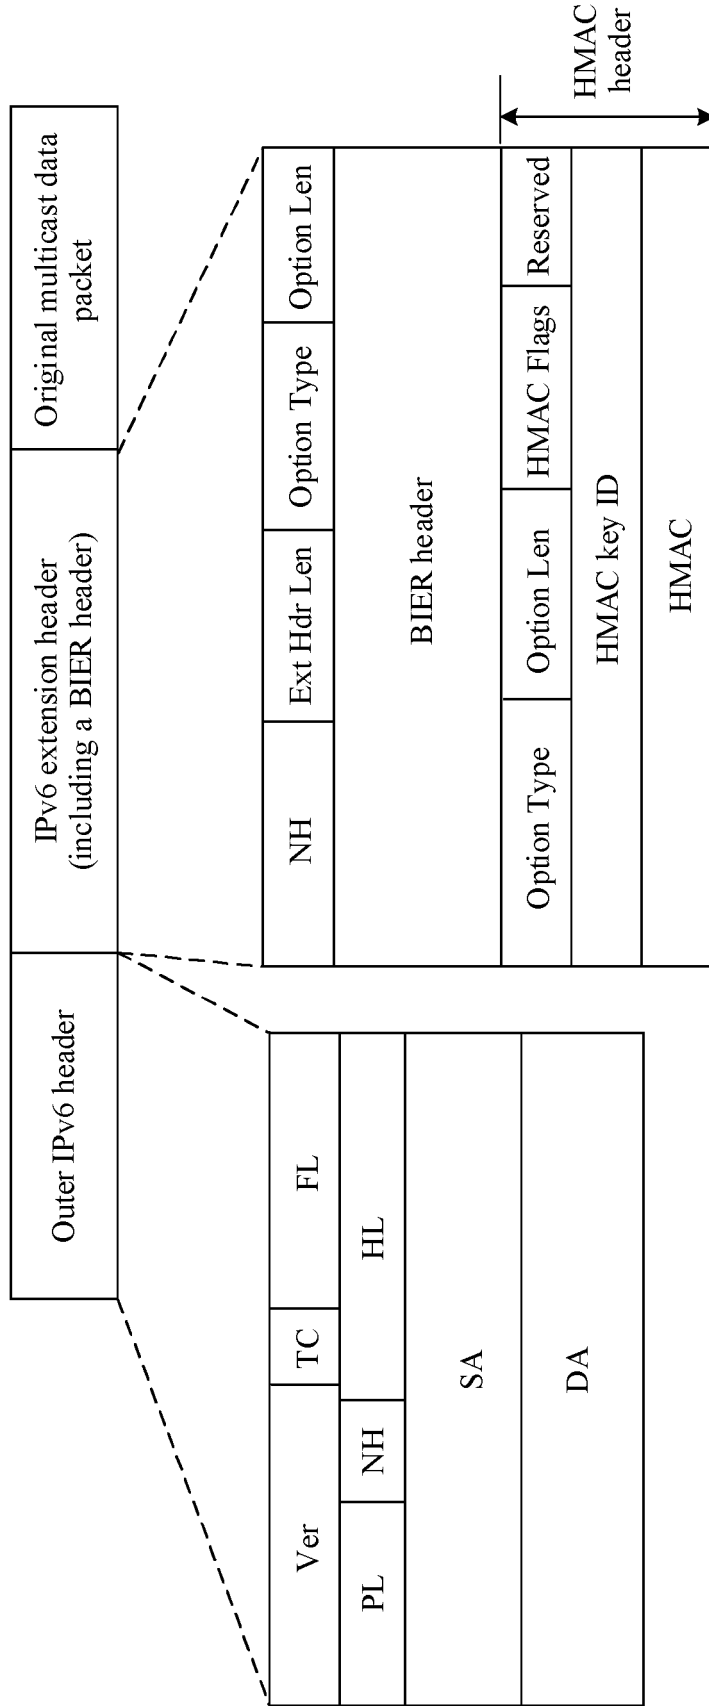 Outer IPv6 header
IPv6 extension header
(including a BIER header)
Original multicast data
packet
Ver
TC
FL
PL
NH
HL
SA
DA
NH
Ext Hdr Len
Option Type
Option Len
BIER header
Option Type
Option Len
HMAC Flags
Reserved
HMAC key ID
HMAC
HMAC
header